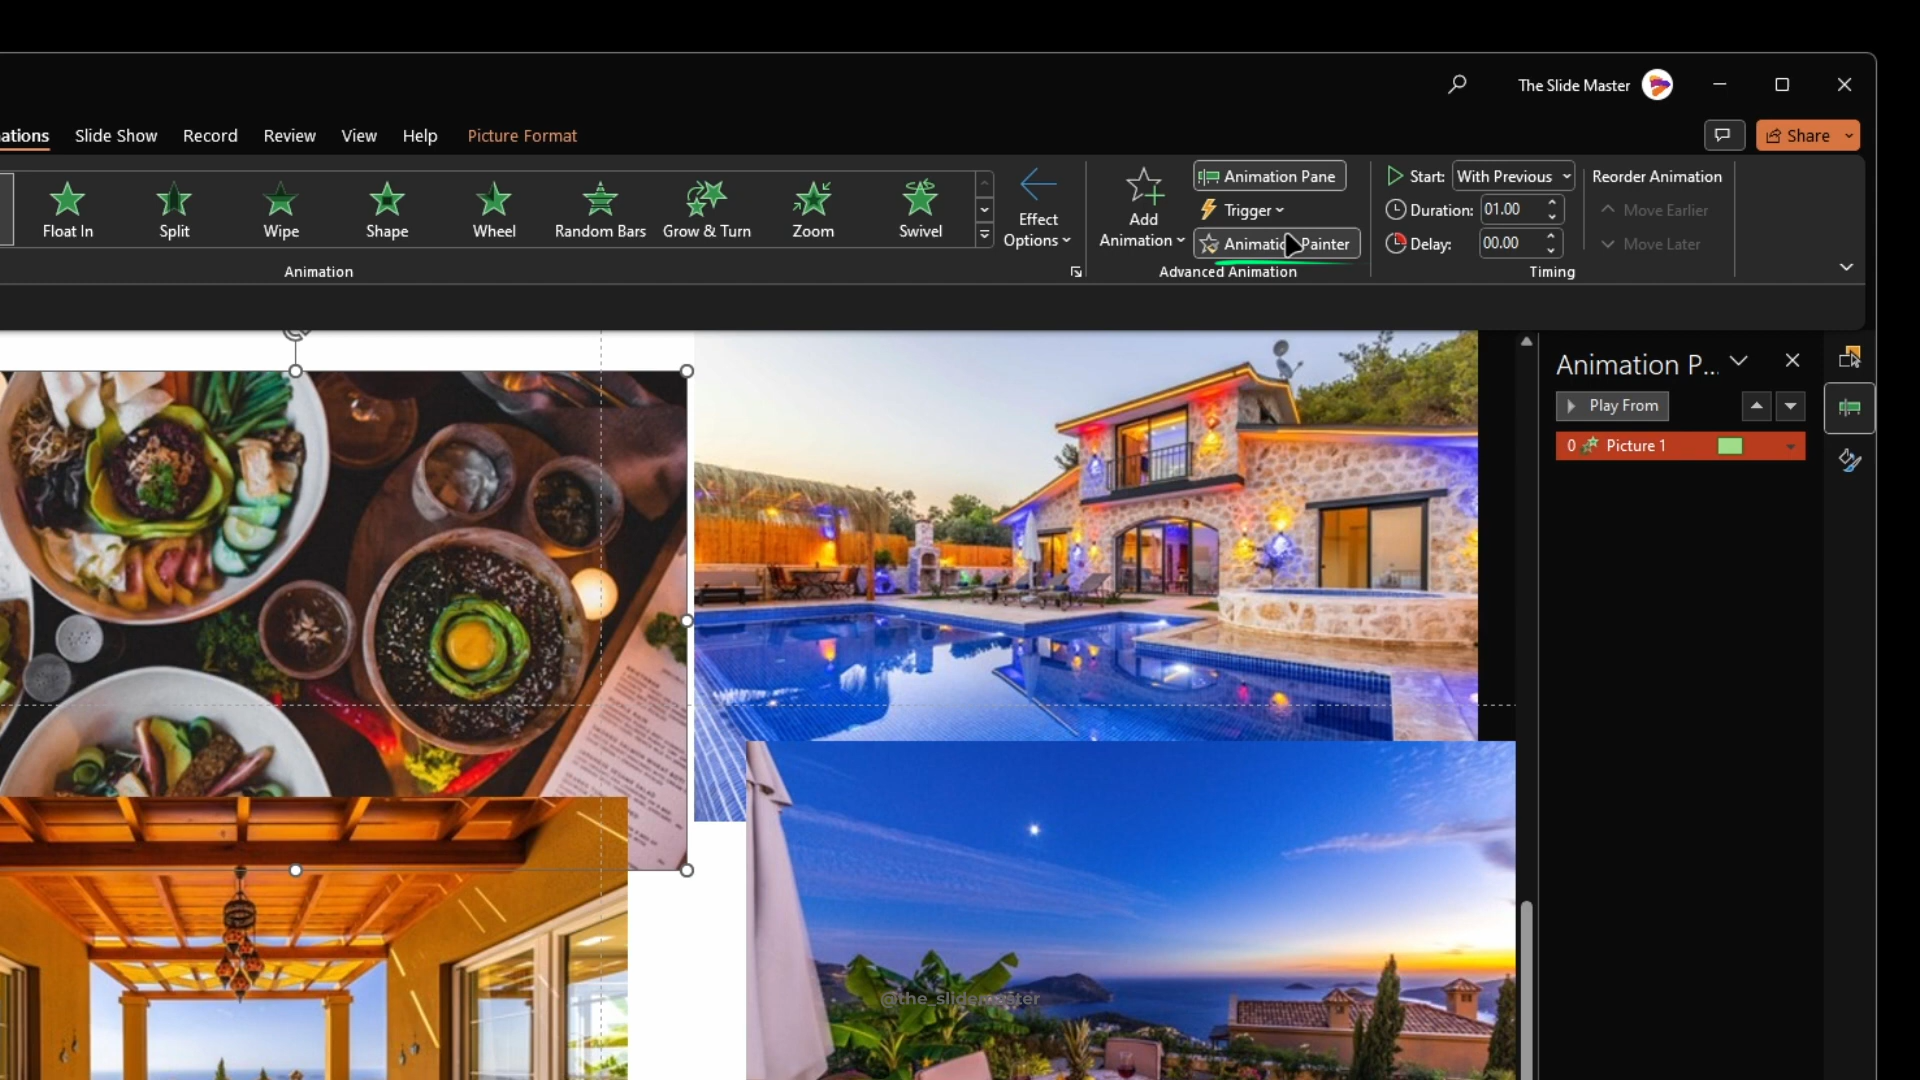 The Slide Master
ations
Slide Show
Record
Review
View
Help
Picture Format
Share
Float In
Split
Wipe
Shape
Wheel
Random Bars
Grow & Turn
Zoom
Swivel
Effect
Options
Add
Animation
Animation Pane
Trigger
Animation Painter
Start:
With Previous
Duration:
01.00
Delay:
00.00
Reorder Animation
Move Earlier
Move Later
Animation
Advanced Animation
Timing
Animation P...
Play From
0
Picture 1
@the_slidemaster